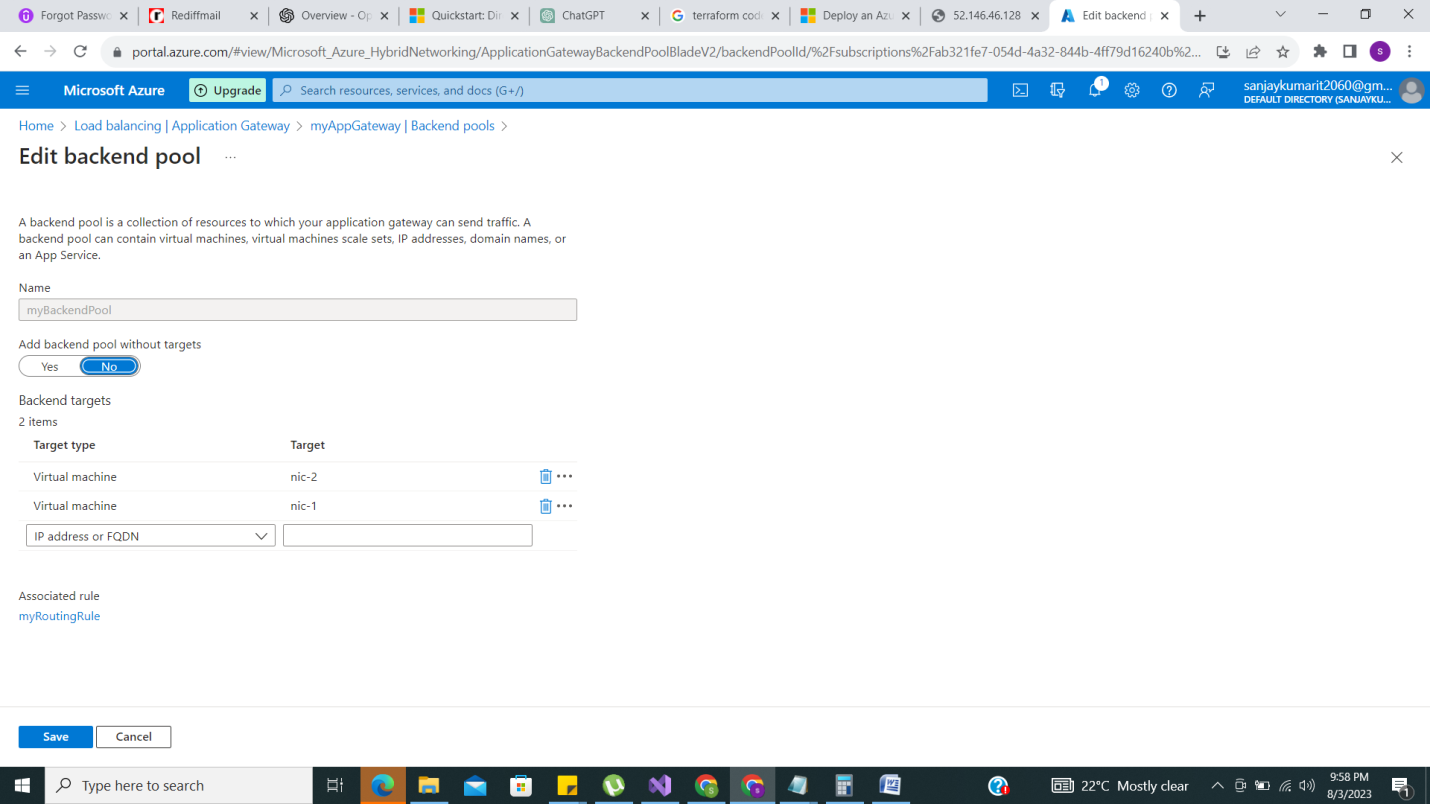 Forgot Passwo
Rediffmail
Overview - Op
Quickstart: Dir
ChatGPT
terraform code
Deploy an Azu
52.146.46.128
Edit backend p
portal.azure.com/#view/Microsoft_Azure_HybridNetworking/ApplicationGatewayBackendPoolBladeV2/backendPoolId/%2Fsubscriptions%2Fab321fe7-054d-4a32-844b-4ff79d16240b%2...
S
Microsoft Azure
Upgrade
Search resources, services, and docs (G+/)
1
sanjaykumarit2060@gm...
DEFAULT DIRECTORY (SANJAYKU...
Home > Load balancing | Application Gateway > myAppGateway | Backend pools >
Edit backend pool ...
A backend pool is a collection of resources to which your application gateway can send traffic. A
backend pool can contain virtual machines, virtual machines scale sets, IP addresses, domain names, or
an App Service.
Name
myBackendPool
Add backend pool without targets
Yes No
Backend targets
2 items
Target type Target
Virtual machine nic-2
Virtual machine nic-1
IP address or FQDN
Associated rule
myRoutingRule
Save Cancel
Type here to search
22°C Mostly clear
9:58 PM
8/3/2023
1